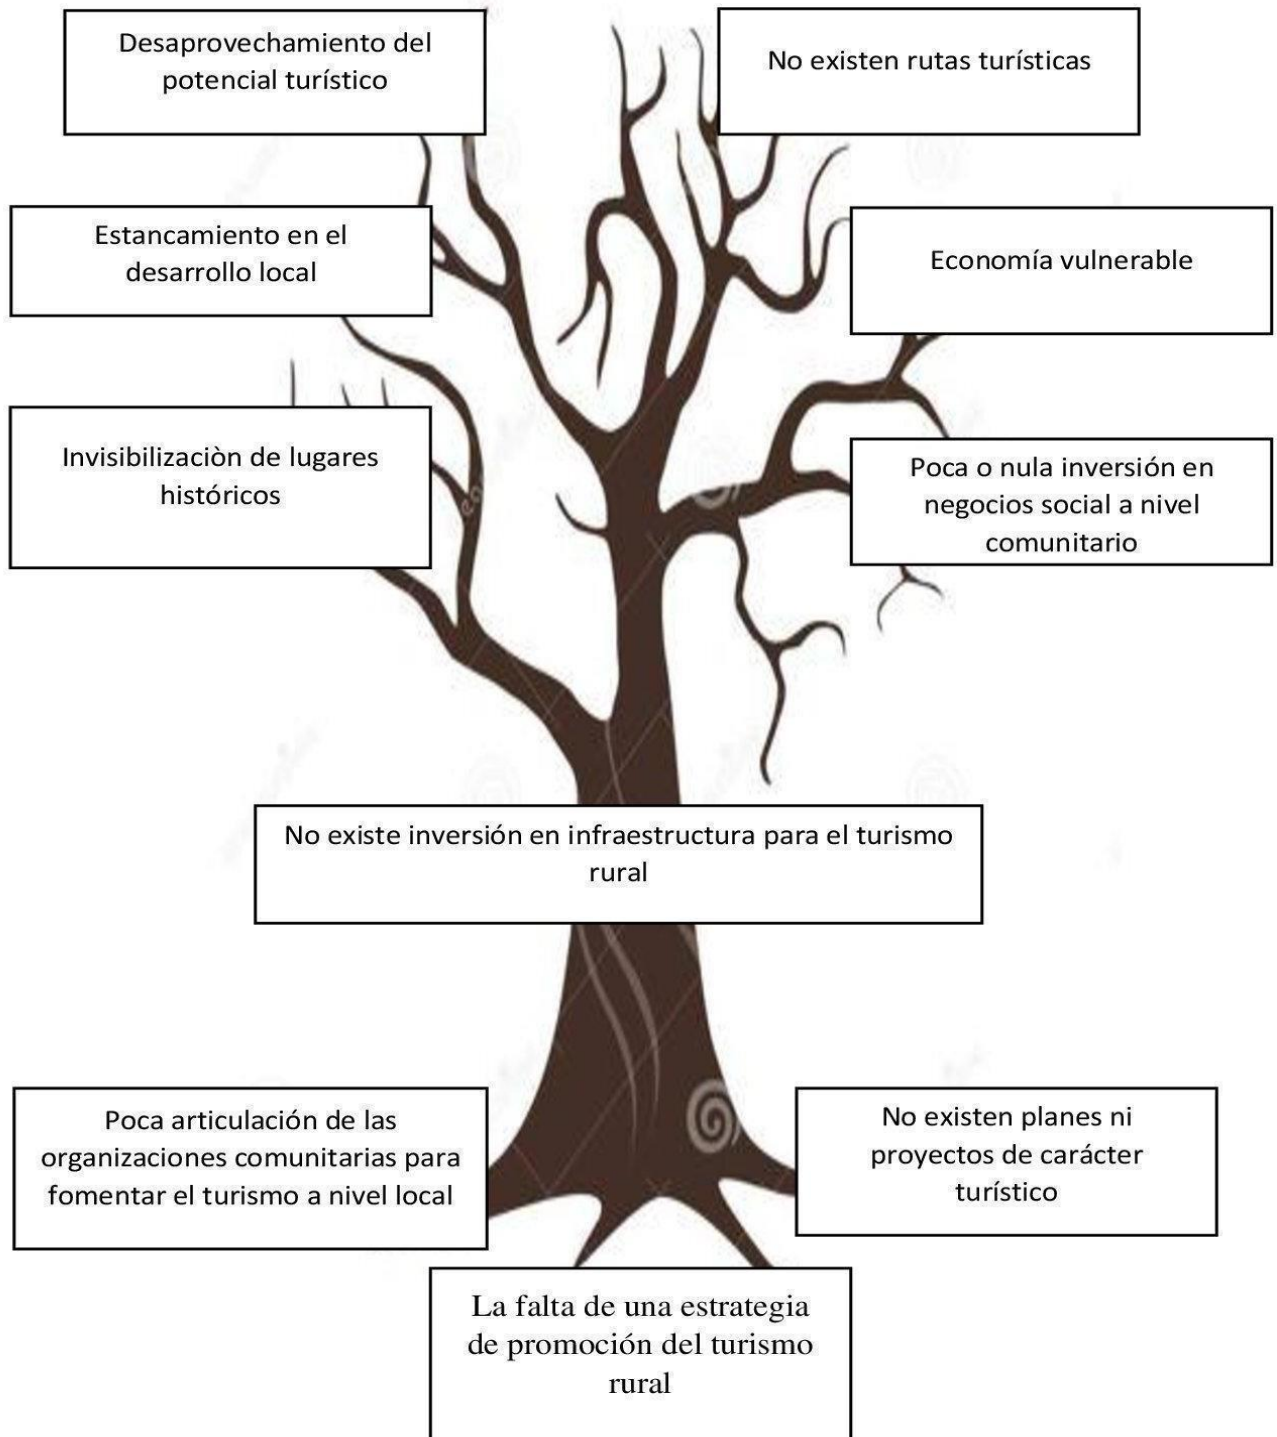 Desaprovechamiento del
potencial turístico
No existen rutas turísticas
Estancamiento en el
desarrollo local
Economía vulnerable
Invisibilizaciòn de lugares
históricos
Poca o nula inversión en
negocios social a nivel
comunitario
No existe inversión en infraestructura para el turismo
rural
Poca articulación de las
organizaciones comunitarias para
fomentar el turismo a nivel local
No existen planes ni
proyectos de carácter
turístico
La falta de una estrategia
de promoción del turismo
rural